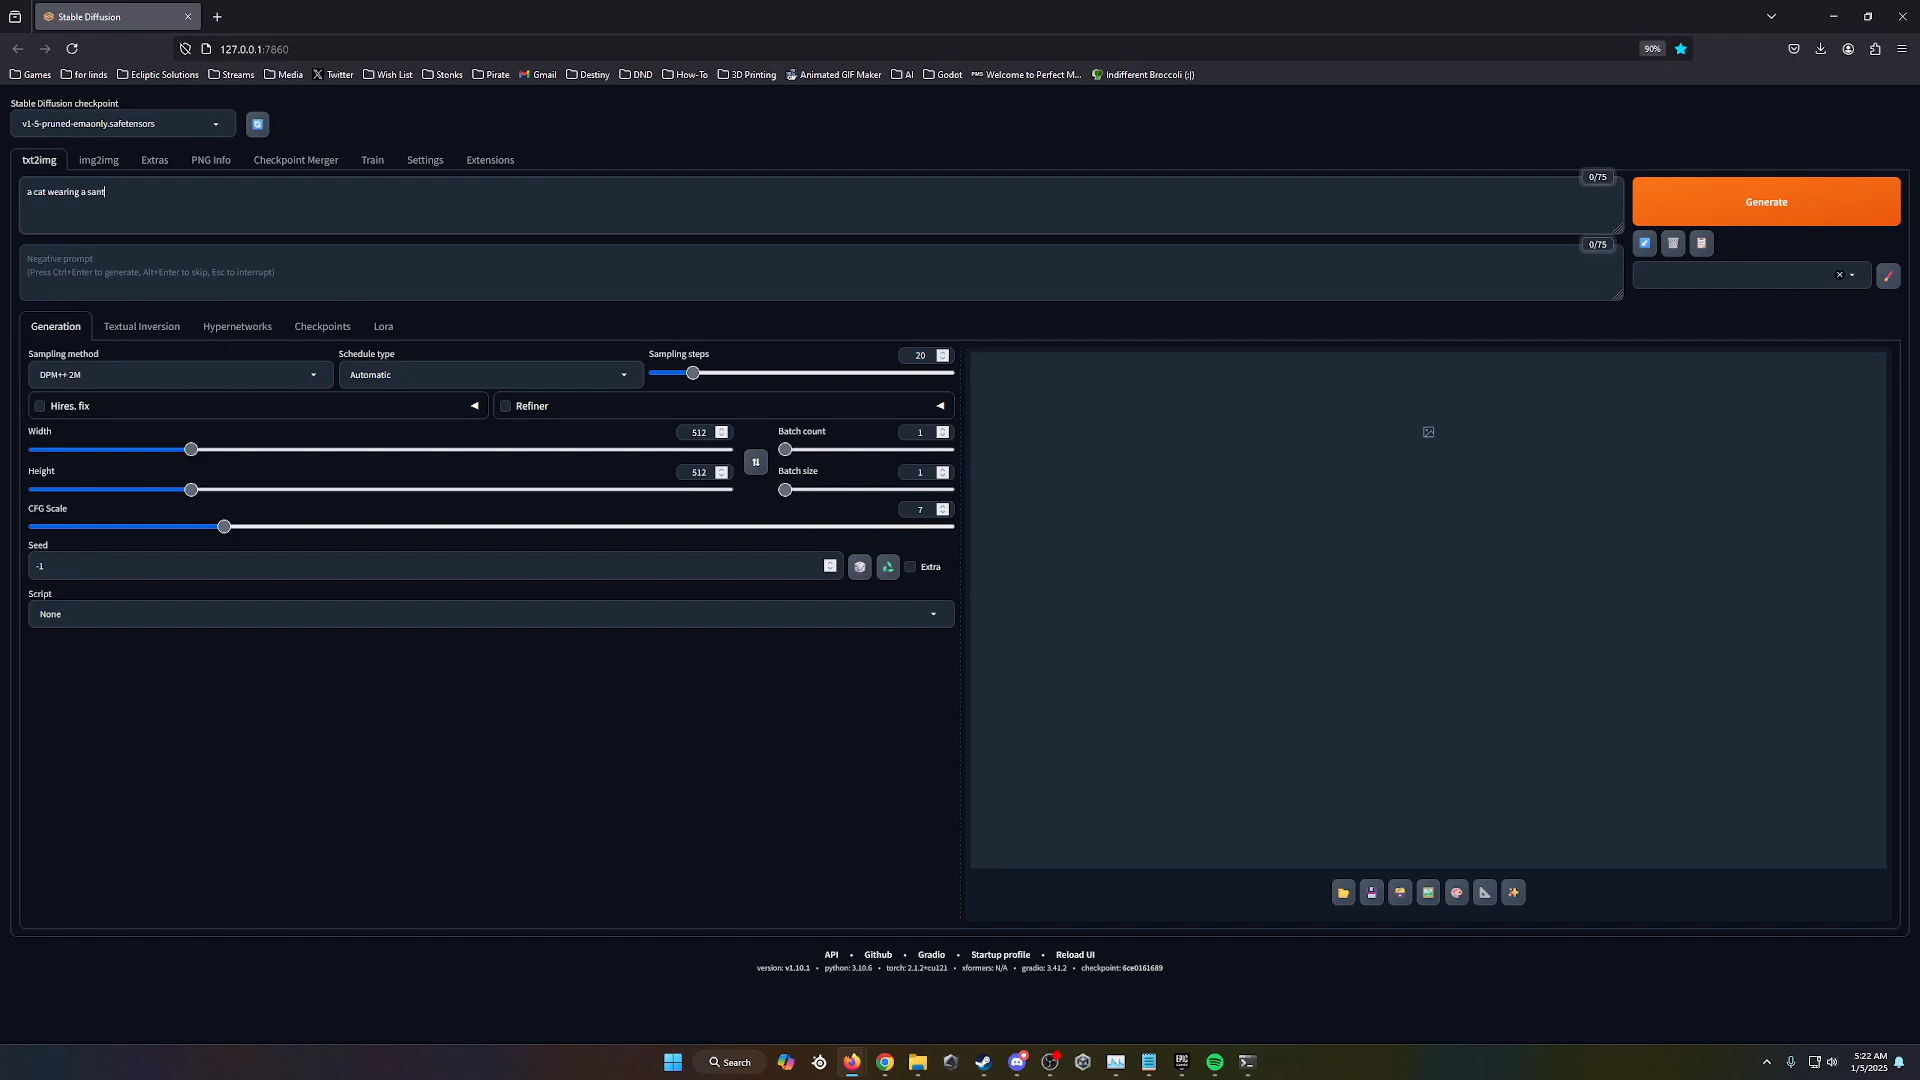 Stable Diffusion
127.0.0.1:7860
90%
Games for linds Ecliptic Solutions Streams Media Twitter Wish List Stonks Pirate Gmail Destiny DND How-To 3D Printing Animated GIF Maker AI Godot PMS Welcome to Perfect M... Indifferent Broccoli (:|)
Stable Diffusion checkpoint
v1-5-pruned-emaonly.safetensors
txt2img img2img Extras PNG Info Checkpoint Merger Train Settings Extensions
a cat wearing a sant
0/75
Generate
Negative prompt
(Press Ctrl+Enter to generate, Alt+Enter to skip, Esc to interrupt)
0/75
Generation Textual Inversion Hypernetworks Checkpoints Lora
Sampling method Schedule type Sampling steps 20
DPM++ 2M Automatic
Hires. fix Refiner
Width 512 Batch count 1
Height 512 Batch size 1
CFG Scale 7
Seed
-1 Extra
Script
None
API • Github • Gradio • Startup profile • Reload UI
version: v1.10.1 • python: 3.10.6 • torch: 2.1.2+cu121 • xformers: N/A • gradio: 3.41.2 • checkpoint: 6ce0161689
Search
EPIC GAMES
5:22 AM
1/5/2025